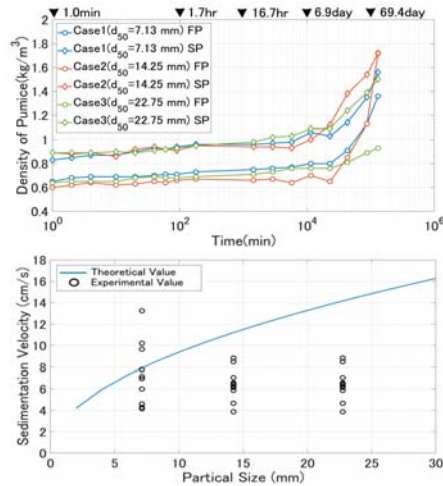 ▼ 1.0min ▼ 1.7hr ▼ 16.7hr ▼ 6.9day ▼ 69.4day
2
1.8
1.6
1.4
1.2
1
0.8
0.6
0.4
Density of Pumice(kg/m³)
Case1(d50=7.13 mm) FP
Case1(d50=7.13 mm) SP
Case2(d50=14.25 mm) FP
Case2(d50=14.25 mm) SP
Case3(d50=22.75 mm) FP
Case3(d50=22.75 mm) SP
10⁰ 10² 10⁴ 10⁶
Time(min)
18
16
14
12
10
8
6
4
2
Sedimentation Velocity (cm/s)
Theoretical Value
Experimental Value
0 5 10 15 20 25 30
Partical Size (mm)